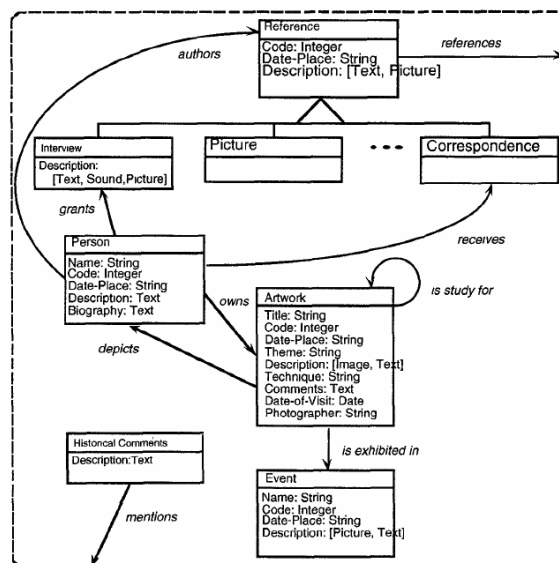 Reference
Code: Integer
Date-Place: String
Description: [Text, Picture]
authors
references
Interview
Description:
[Text, Sound,Picture]
Picture
Correspondence
grants
receives
Person
Name: String
Code: Integer
Date-Place: String
Description: Text
Biography: Text
owns
depicts
Artwork
Title: String
Code: Integer
Date-Place: String
Theme: String
Description: [Image, Text]
Technique: String
Comments: Text
Date-of-Visit: Date
Photographer: String
is study for
Historical Comments
Description:Text
mentions
is exhibited in
Event
Name: String
Code: Integer
Date-Place: String
Description: [Picture, Text]